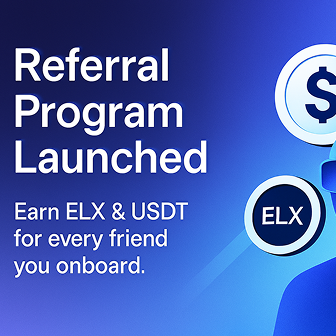 Referral
Program
Launched
Earn ELX & USDT
for every friend
you onboard.
$
ELX